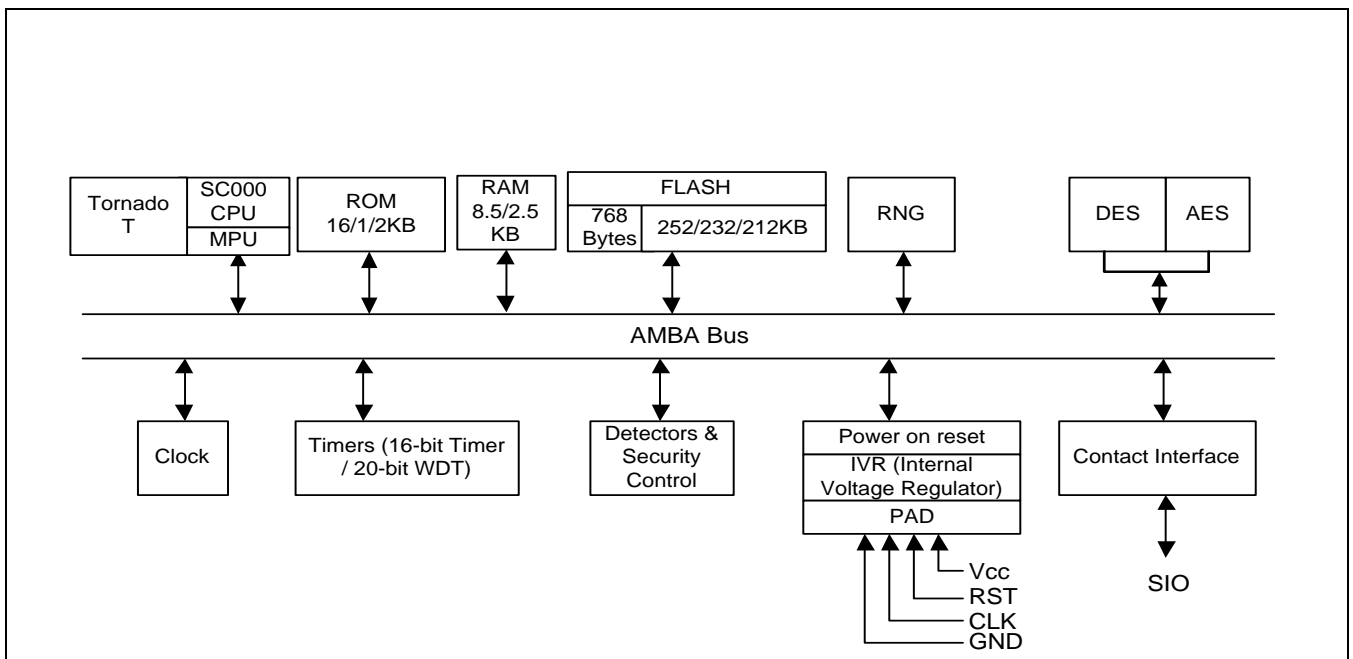 Tornado
T
SC000
CPU
MPU
ROM
16/1/2KB
RAM
8.5/2.5
KB
FLASH
768
Bytes
252/232/212KB
RNG
DES
AES
AMBA Bus
Clock
Timers (16-bit Timer
/ 20-bit WDT)
Detectors &
Security
Control
Power on reset
IVR (Internal
Voltage Regulator)
PAD
Contact Interface
Vcc
RST
CLK
GND
SIO